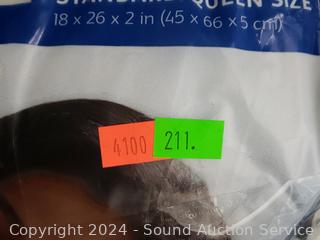 STANDARD/QUEEN SIZE
18 x 26 x 2 in (45 x 66 x 5 cm)
4100
211.
Copyright 2024 - Sound Auction Service